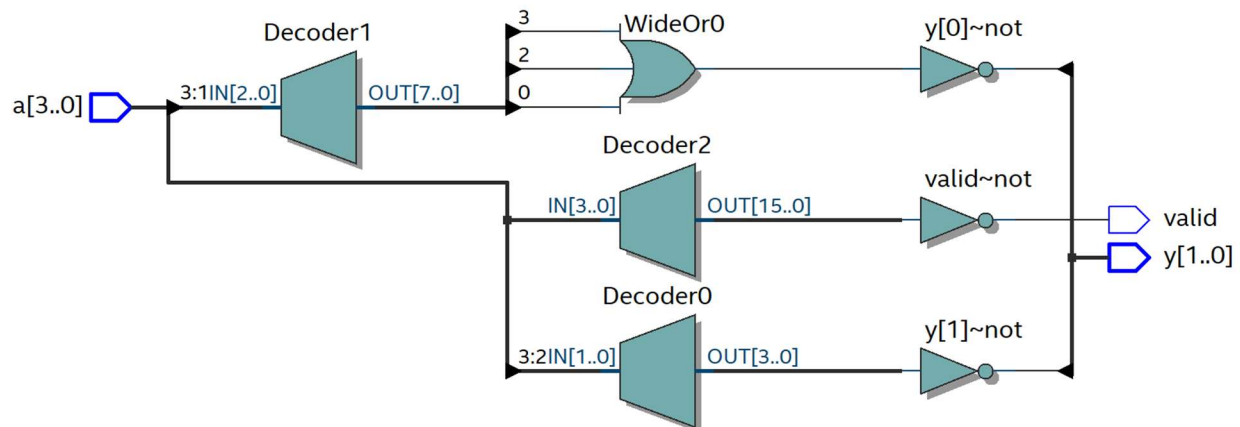 Decoder1
WideOr0
y[0]~not
3
2
0
a[3..0]
3:1
IN[2..0]
OUT[7..0]
Decoder2
valid~not
IN[3..0]
OUT[15..0]
valid
y[1..0]
Decoder0
y[1]~not
3:2
IN[1..0]
OUT[3..0]